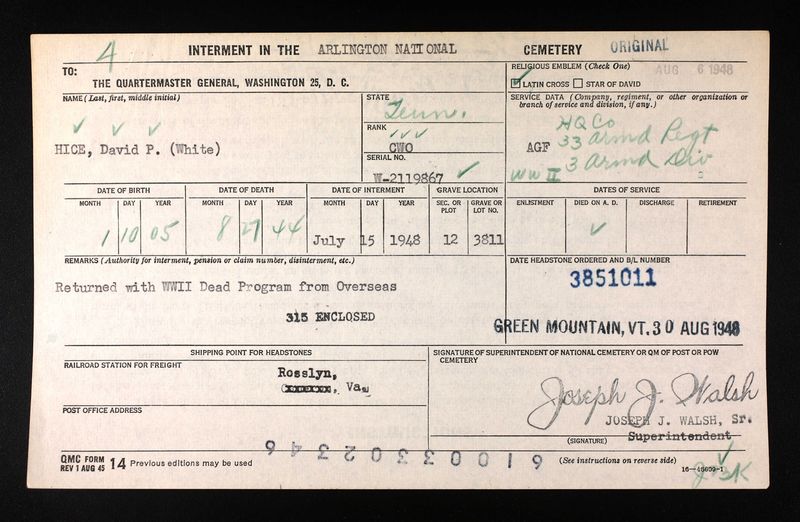 4
INTERMENT IN THE ARLINGTON NATIONAL CEMETERY ORIGINAL
TO:
THE QUARTERMASTER GENERAL, WASHINGTON 25, D. C.
RELIGIOUS EMBLEM (Check One) AUG 6 1948
LATIN CROSS STAR OF DAVID
NAME (Last, first, middle initial)
HICE, David P. (White)
STATE
Tenn.
RANK
CWO
SERIAL NO.
W-2119867
SERVICE DATA (Company, regiment, or other organization or
branch of service and division, if any.)
HQ Co
AGF 33 Armd Regt
WW II 3 Armd Div
DATE OF BIRTH DATE OF DEATH DATE OF INTERMENT GRAVE LOCATION DATES OF SERVICE
MONTH DAY YEAR MONTH DAY YEAR MONTH DAY YEAR SEC. OR PLOT GRAVE OR LOT NO. ENLISTMENT DIED ON A. D. DISCHARGE RETIREMENT
1 10 05 8 27 44 July 15 1948 12 3811
REMARKS (Authority for interment, pension or claim number, disinterment, etc.)
Returned with WWII Dead Program from Overseas
315 ENCLOSED
DATE HEADSTONE ORDERED AND B/L NUMBER
3851011
GREEN MOUNTAIN, VT. 30 AUG 1948
SHIPPING POINT FOR HEADSTONES
RAILROAD STATION FOR FREIGHT
Rosslyn,
Va.
POST OFFICE ADDRESS
SIGNATURE OF SUPERINTENDENT OF NATIONAL CEMETERY OR QM OF POST OR POW
CEMETERY
Joseph J. Walsh
JOSEPH J. WALSH, Sr.
Superintendent
(SIGNATURE)
QMC FORM
REV 1 AUG 45 14 Previous editions may be used
61003302346
(See instructions on reverse side) 16—46609-1